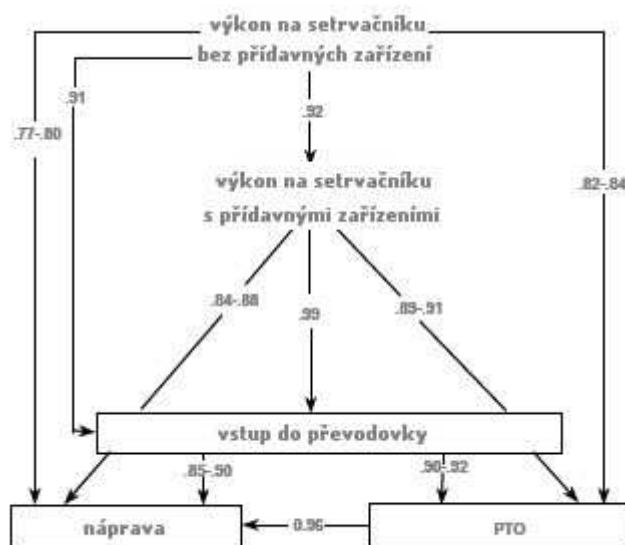 výkon na setrvačníku
bez přídavných zařízení
.91
.92
.77-.80
.82-.84
výkon na setrvačníku
s přídavnými zařízeními
.84-.88
.99
.89-.91
vstup do převodovky
.85-.90
.90-.92
náprava
0.96
PTO